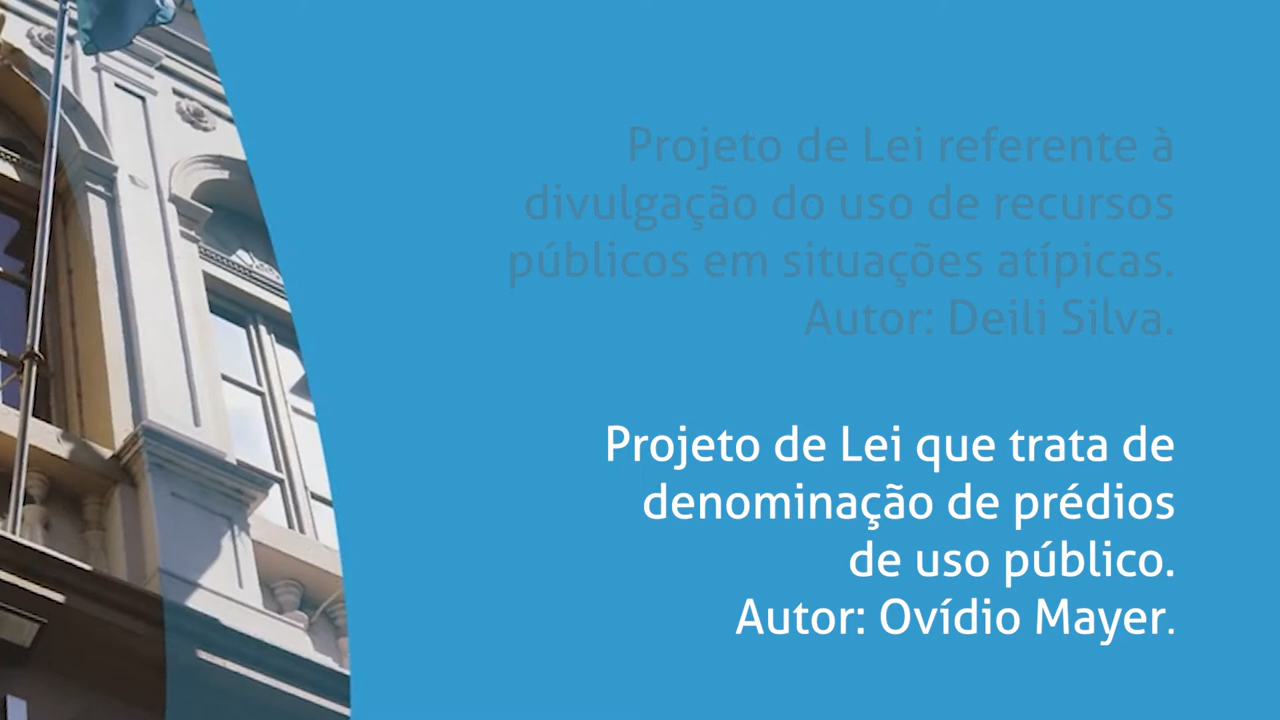 Projeto de Lei referente à
divulgação do uso de recursos
públicos em situações atípicas.
Autor: Deili Silva.
Projeto de Lei que trata de
denominação de prédios
de uso público.
Autor: Ovídio Mayer.